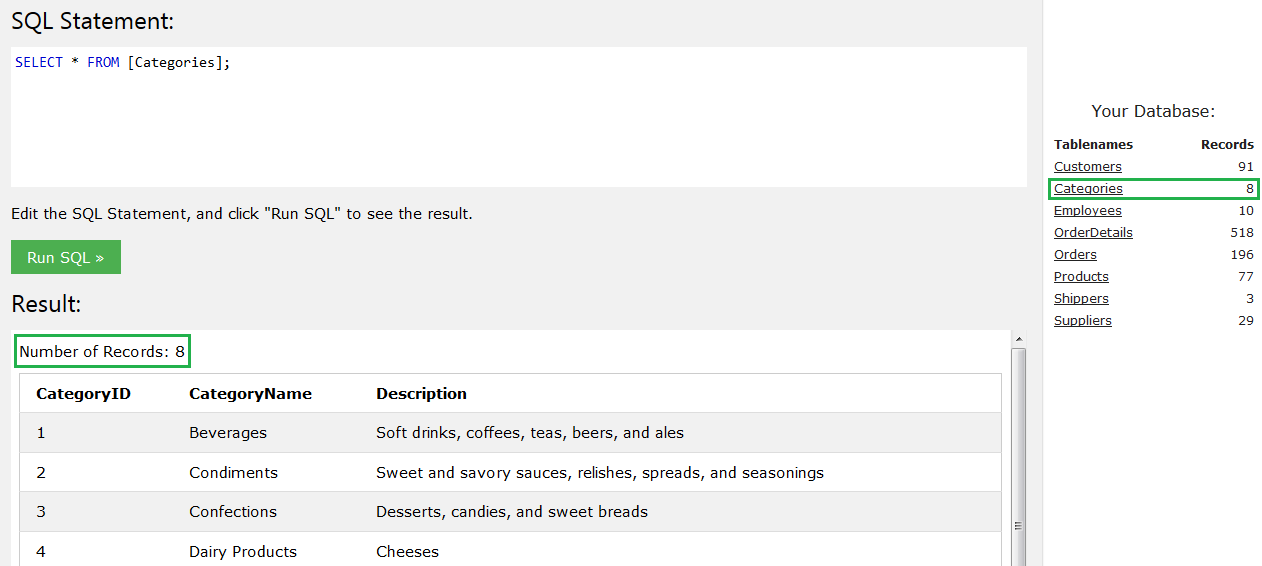 SQL Statement:
SELECT * FROM [Categories];
Edit the SQL Statement, and click "Run SQL" to see the result.
Run SQL »
Result:
Number of Records: 8
CategoryID CategoryName Description
1 Beverages Soft drinks, coffees, teas, beers, and ales
2 Condiments Sweet and savory sauces, relishes, spreads, and seasonings
3 Confections Desserts, candies, and sweet breads
4 Dairy Products Cheeses
Your Database:
Tablenames Records
Customers 91
Categories 8
Employees 10
OrderDetails 518
Orders 196
Products 77
Shippers 3
Suppliers 29